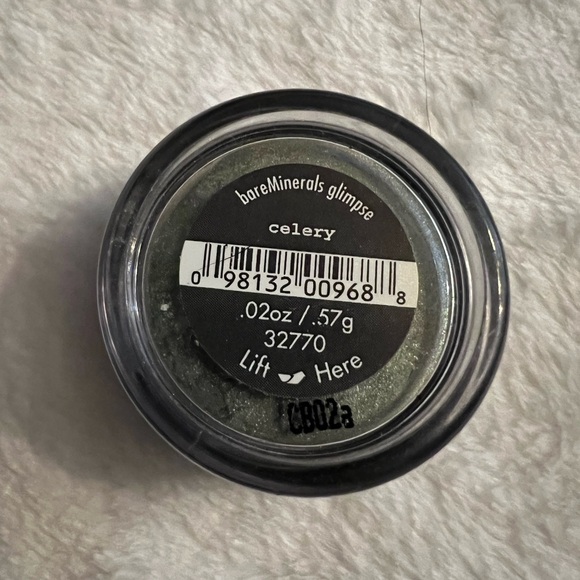 bareMinerals glimpse
celery
0 98132 00968 8
.02oz / .57g
32770
Lift Here
CB02a